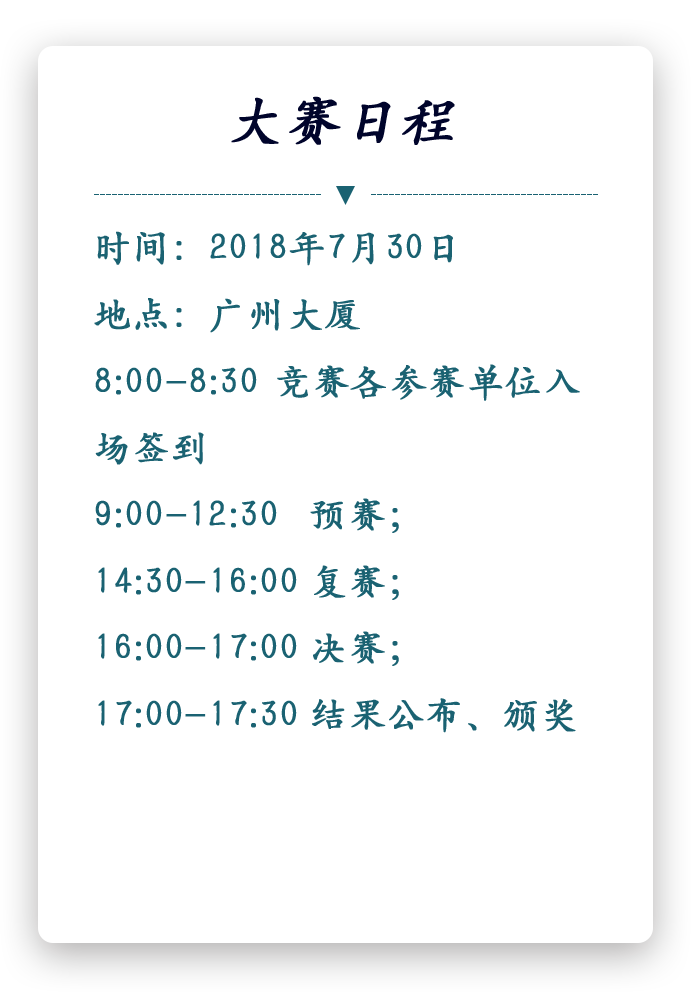 大赛日程
时间：2018年7月30日
地点：广州大厦
8:00-8:30 竞赛各参赛单位入
场签到
9:00-12:30 预赛；
14:30-16:00 复赛；
16:00-17:00 决赛；
17:00-17:30 结果公布、颁奖